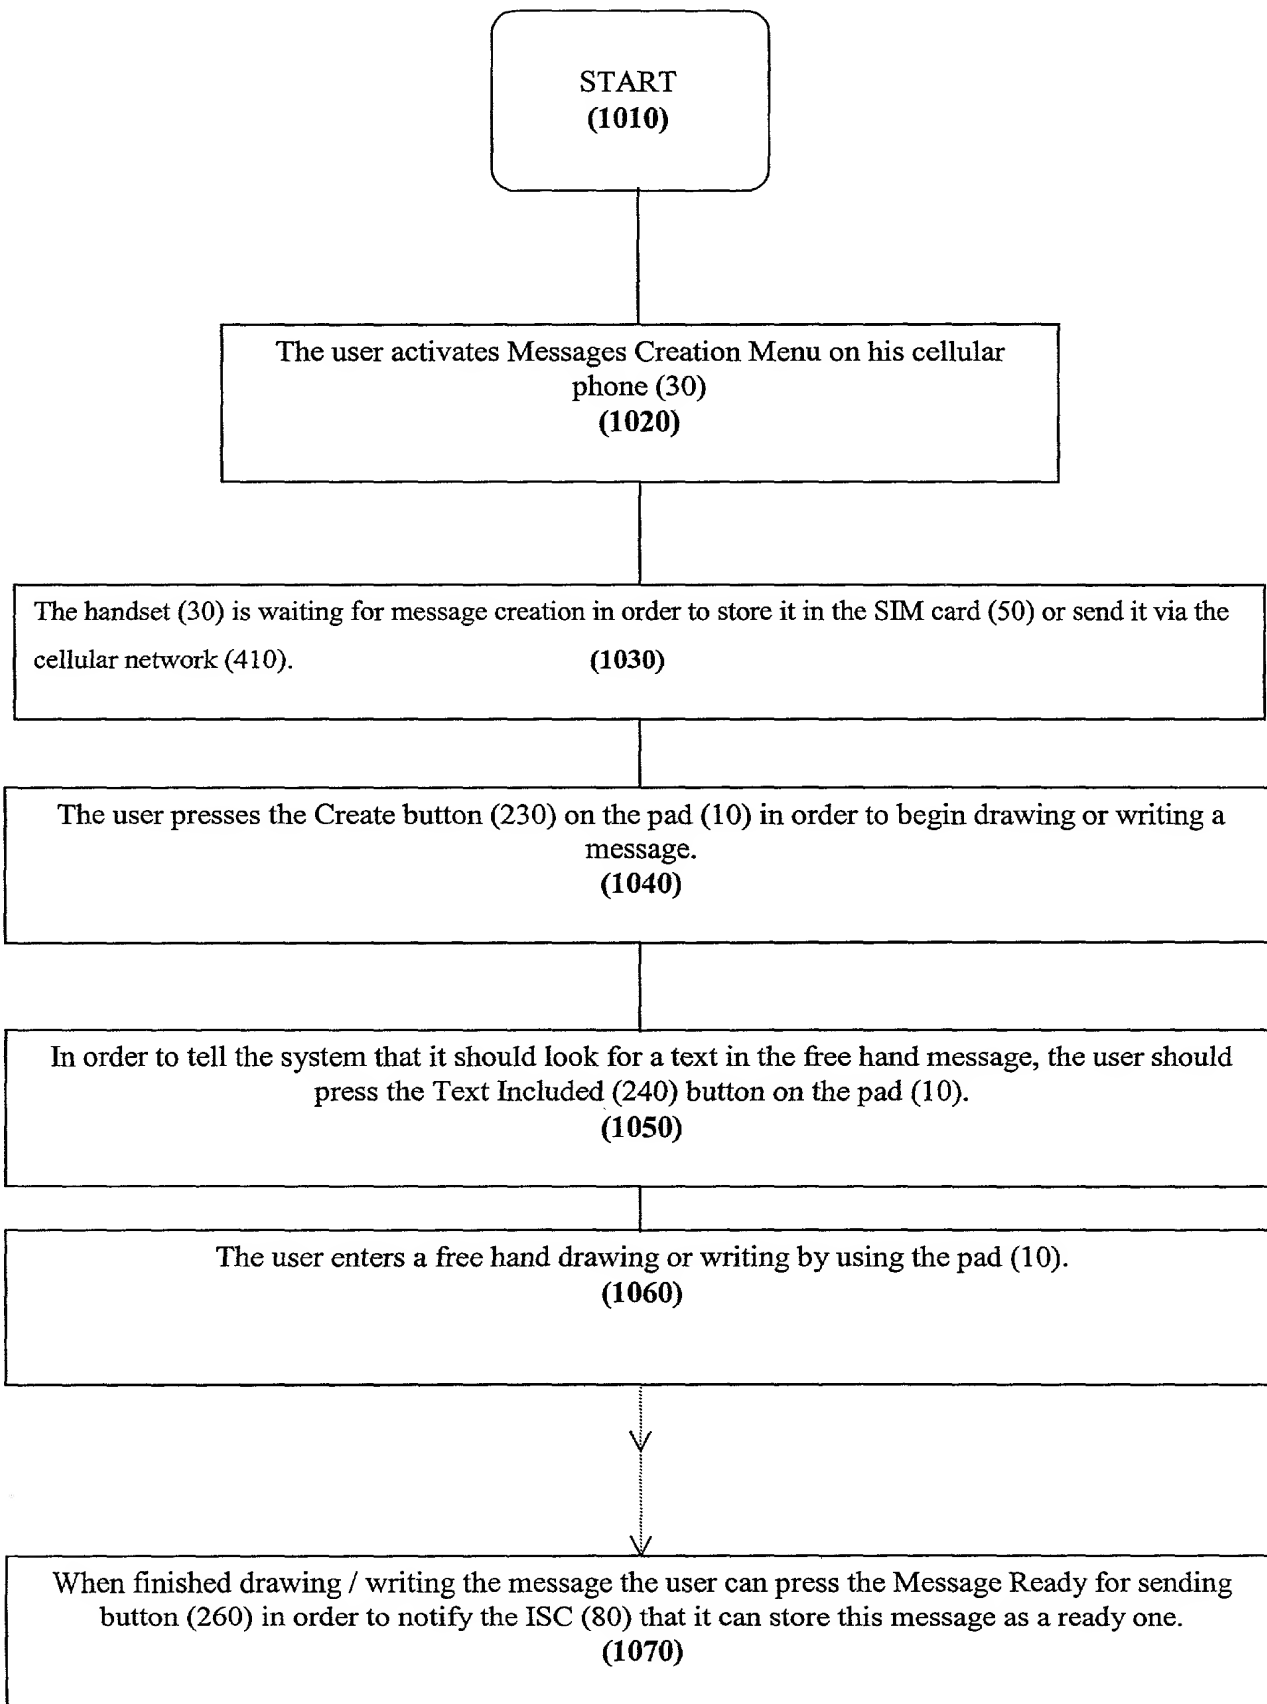 START
(1010)
The user activates Messages Creation Menu on his cellular
phone (30)
(1020)
The handset (30) is waiting for message creation in order to store it in the SIM card (50) or send it via the
cellular network (410). (1030)
The user presses the Create button (230) on the pad (10) in order to begin drawing or writing a
message.
(1040)
In order to tell the system that it should look for a text in the free hand message, the user should
press the Text Included (240) button on the pad (10).
(1050)
The user enters a free hand drawing or writing by using the pad (10).
(1060)
When finished drawing / writing the message the user can press the Message Ready for sending
button (260) in order to notify the ISC (80) that it can store this message as a ready one.
(1070)